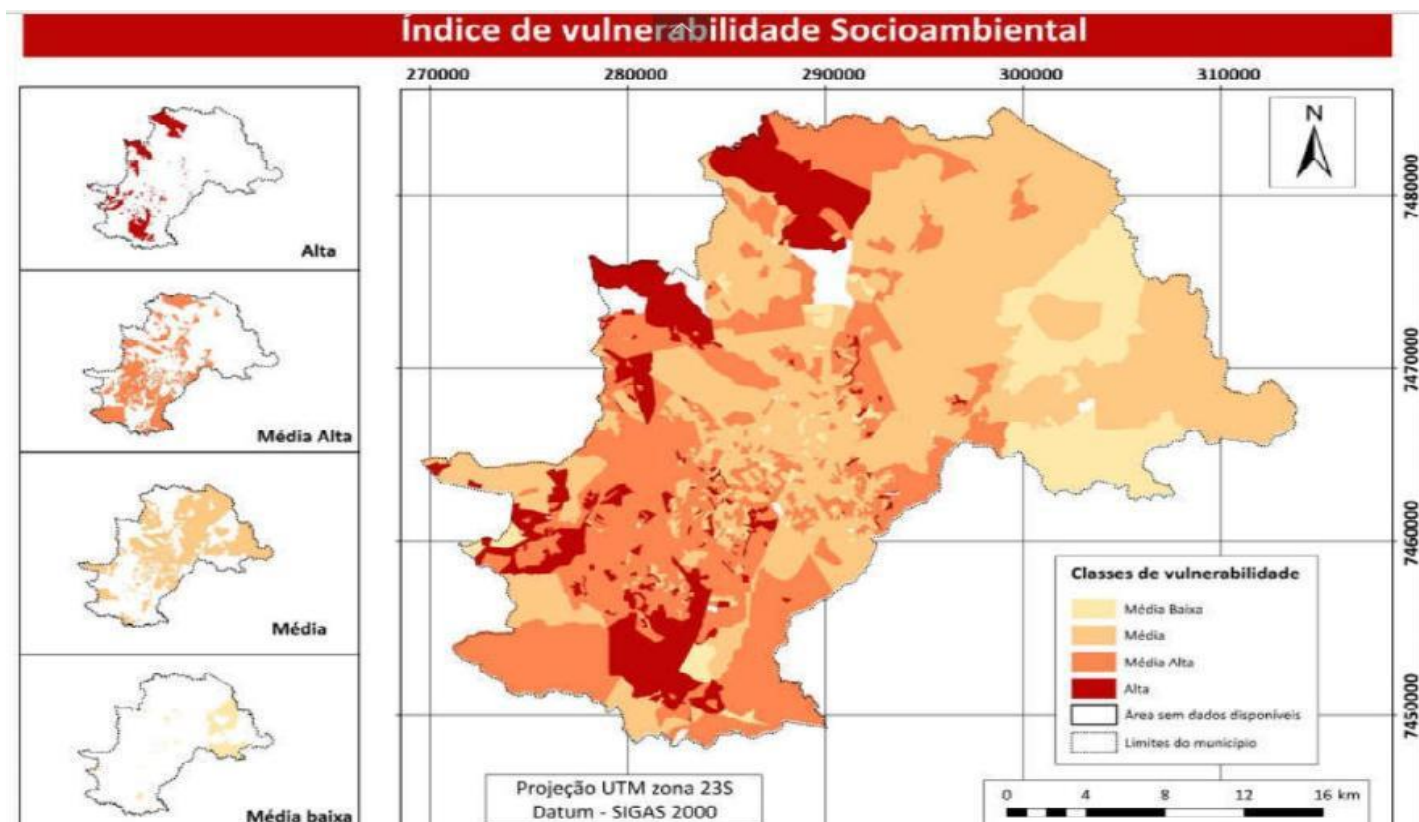 Índice de vulnerabilidade Socioambiental
270000 280000 290000 300000 310000
Alta
Média Alta
Média
Média baixa
N
7480000
7470000
7460000
7450000
Classes de vulnerabilidade
Média Baixa
Média
Média Alta
Alta
Área sem dados disponíveis
Limites do município
Projeção UTM zona 23S
Datum - SIGAS 2000
0 4 8 12 16 km